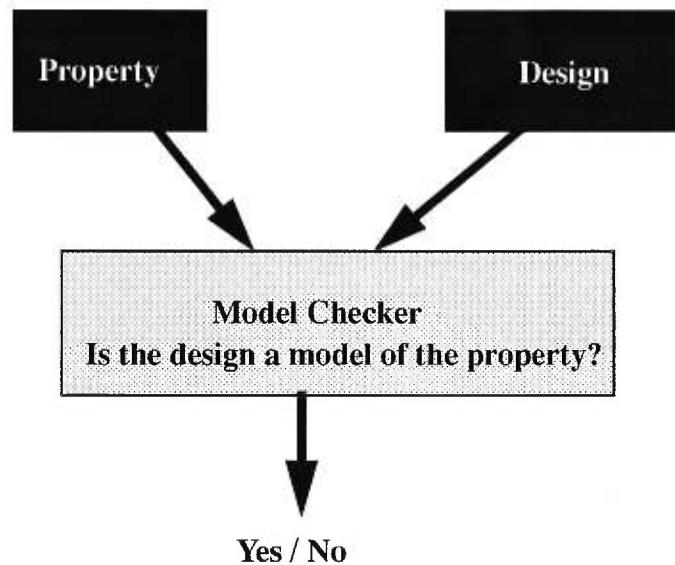 Property
Design
Model Checker
Is the design a model of the property?
Yes / No